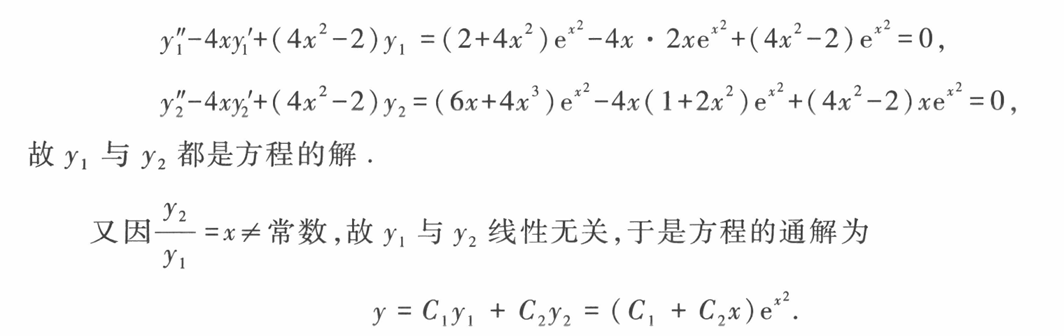 y₁″-4xy₁′+(4x²-2)y₁ =(2+4x²)e^{x²}-4x·2xe^{x²}+(4x²-2)e^{x²}=0,
y₂″-4xy₂′+(4x²-2)y₂=(6x+4x³)e^{x²}-4x(1+2x²)e^{x²}+(4x²-2)xe^{x²}=0,
故 y₁ 与 y₂ 都是方程的解 .
又因\frac{y₂}{y₁}=x≠常数,故 y₁ 与 y₂ 线性无关,于是方程的通解为
y = C₁y₁ + C₂y₂ = (C₁ + C₂x)e^{x²}.